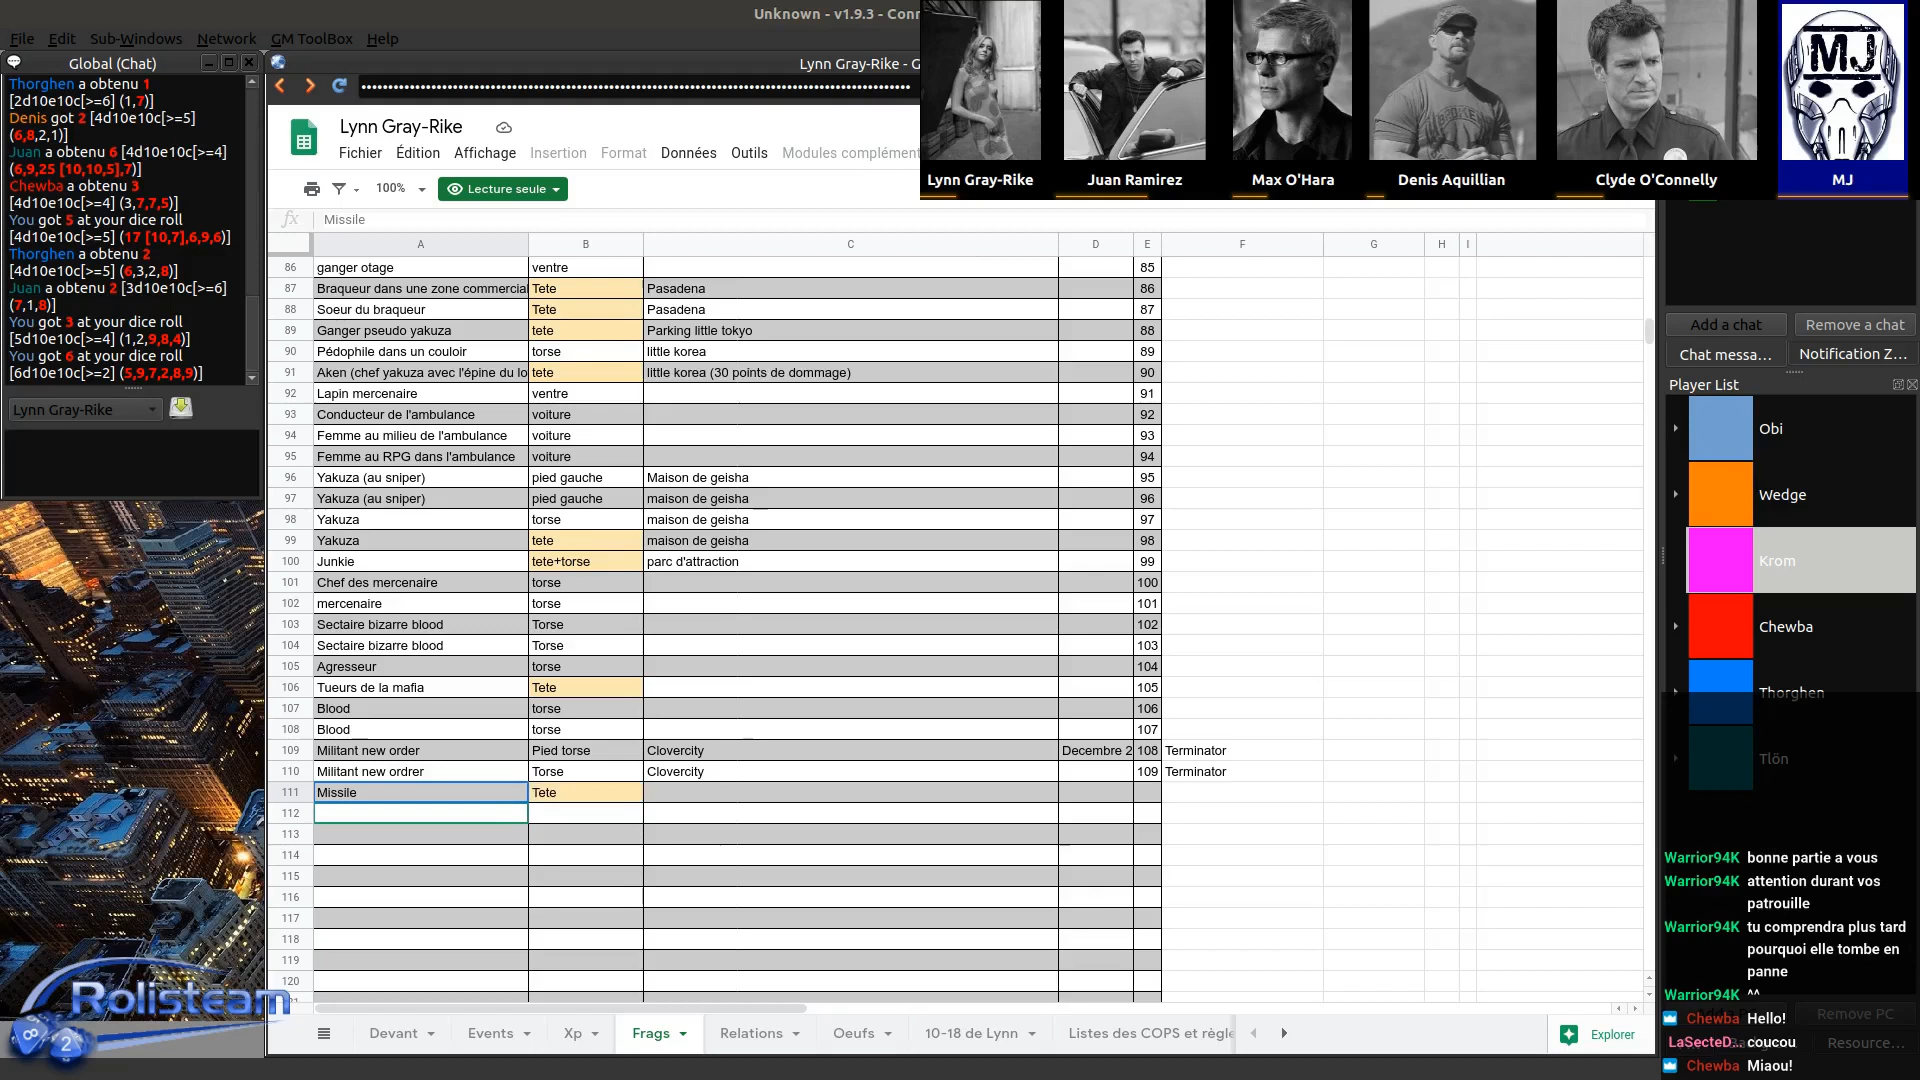 Unknown - v1.9.3 - Conn
File Edit Sub-Windows Network GM ToolBox Help
Global (Chat)
Thorghen a obtenu 1
[2d10e10c[>=6] (1,7)]
Denis got 2 [4d10e10c[>=5]
(6,8,2,1)]
Juan a obtenu 6 [4d10e10c[>=4]
(6,9,25 [10,10,5],7)]
Chewba a obtenu 3
[4d10e10c[>=4] (3,7,7,5)]
You got 5 at your dice roll
[4d10e10c[>=5] (17 [10,7],6,9,6)]
Thorghen a obtenu 2
[4d10e10c[>=5] (6,3,2,8)]
Juan a obtenu 2 [3d10e10c[>=6]
(7,1,8)]
You got 3 at your dice roll
[5d10e10c[>=4] (1,2,9,8,4)]
You got 6 at your dice roll
[6d10e10c[>=2] (5,9,7,2,8,9)]
Lynn Gray-Rike
Rolisteam
8
2
Lynn Gray-Rike - G
Lynn Gray-Rike
Fichier Édition Affichage Insertion Format Données Outils Modules complément
100% Lecture seule
fx Missile
A B C D E F G H I
86 ganger otage ventre 85
87 Braqueur dans une zone commercial Tete Pasadena 86
88 Soeur du braqueur Tete Pasadena 87
89 Ganger pseudo yakuza tete Parking little tokyo 88
90 Pédophile dans un couloir torse little korea 89
91 Aken (chef yakuza avec l'épine du lo tete little korea (30 points de dommage) 90
92 Lapin mercenaire ventre 91
93 Conducteur de l'ambulance voiture 92
94 Femme au milieu de l'ambulance voiture 93
95 Femme au RPG dans l'ambulance voiture 94
96 Yakuza (au sniper) pied gauche Maison de geisha 95
97 Yakuza (au sniper) pied gauche maison de geisha 96
98 Yakuza torse maison de geisha 97
99 Yakuza tete maison de geisha 98
100 Junkie tete+torse parc d'attraction 99
101 Chef des mercenaire torse 100
102 mercenaire torse 101
103 Sectaire bizarre blood Torse 102
104 Sectaire bizarre blood Torse 103
105 Agresseur torse 104
106 Tueurs de la mafia Tete 105
107 Blood torse 106
108 Blood torse 107
109 Militant new order Pied torse Clovercity Decembre 2 108 Terminator
110 Militant new ordrer Torse Clovercity 109 Terminator
111 Missile Tete
112
113
114
115
116
117
118
119
120
Devant Events Xp Frags Relations Oeufs 10-18 de Lynn Listes des COPS et règle
Explorer
MJ
Lynn Gray-Rike Juan Ramirez Max O'Hara Denis Aquillian Clyde O'Connelly MJ
Add a chat Remove a chat
Chat messa... Notification Z...
Player List
Obi
Wedge
Krom
Chewba
Thorghen
Tlön
Warrior94K bonne partie a vous
Warrior94K attention durant vos
patrouille
Warrior94K tu comprendra plus tard
pourquoi elle tombe en
panne
Warrior94K ^^
Remove PC
Chewba Hello!
LaSecteD... coucou
Resource...
Chewba Miaou!